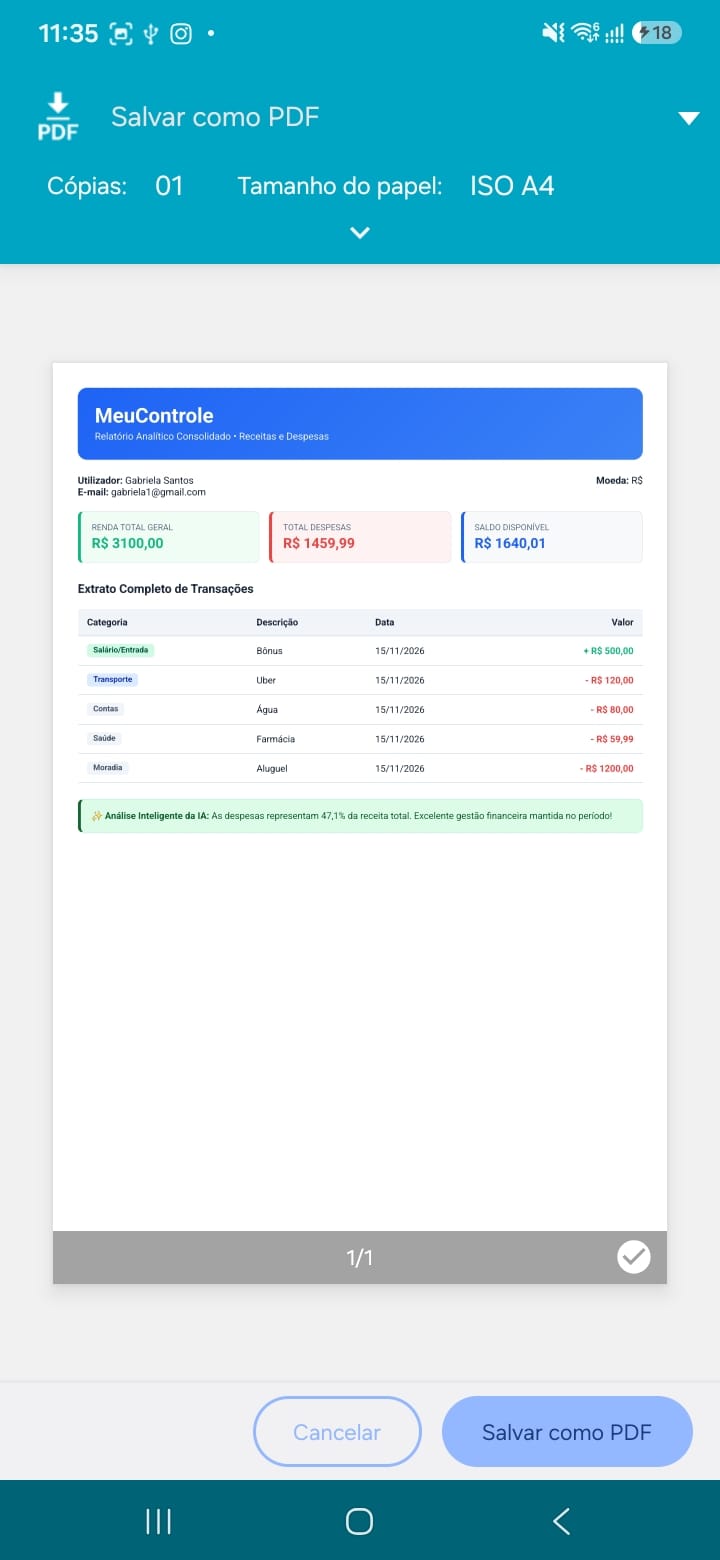 11:35
6
18
PDF
Salvar como PDF
Cópias: 01 Tamanho do papel: ISO A4
MeuControle
Relatório Analítico Consolidado • Receitas e Despesas
Utilizador: Gabriela Santos Moeda: R$
E-mail: gabriela1@gmail.com
RENDA TOTAL GERAL TOTAL DESPESAS SALDO DISPONÍVEL
R$ 3100,00 R$ 1459,99 R$ 1640,01
Extrato Completo de Transações
Categoria Descrição Data Valor
Salário/Entrada Bônus 15/11/2026 + R$ 500,00
Transporte Uber 15/11/2026 - R$ 120,00
Contas Água 15/11/2026 - R$ 80,00
Saúde Farmácia 15/11/2026 - R$ 59,99
Moradia Aluguel 15/11/2026 - R$ 1200,00
✨ Análise Inteligente da IA: As despesas representam 47,1% da receita total. Excelente gestão financeira mantida no período!
1/1
Cancelar Salvar como PDF